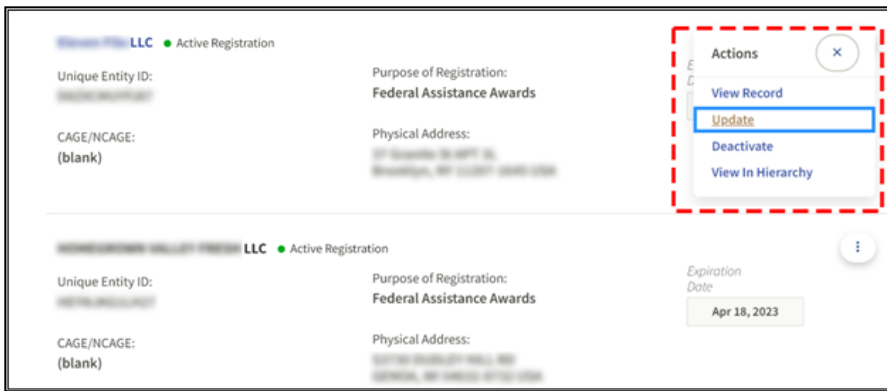 LLC Active Registration
Unique Entity ID:
Purpose of Registration:
Federal Assistance Awards
CAGE/NCAGE:
(blank)
Physical Address:
E
D
Actions
View Record
Update
Deactivate
View In Hierarchy
LLC Active Registration
Unique Entity ID:
Purpose of Registration:
Federal Assistance Awards
Expiration
Date
Apr 18, 2023
CAGE/NCAGE:
(blank)
Physical Address: